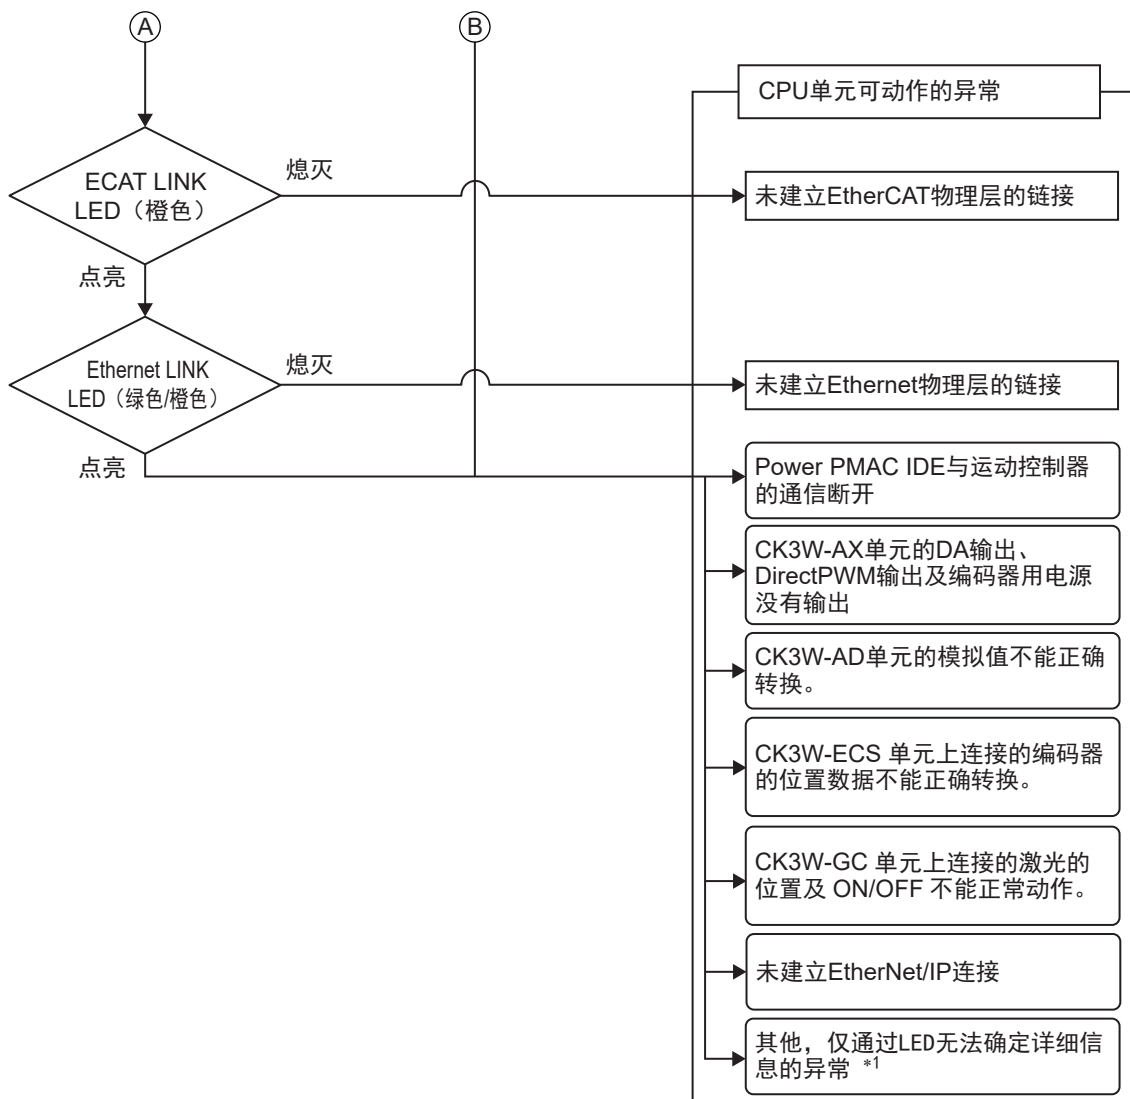 A
B
CPU单元可动作的异常
ECAT LINK
LED（橙色）
熄灭
未建立EtherCAT物理层的链接
点亮
Ethernet LINK
LED（绿色/橙色）
熄灭
未建立Ethernet物理层的链接
点亮
Power PMAC IDE与运动控制器
的通信断开
CK3W-AX单元的DA输出、
DirectPWM输出及编码器用电源
没有输出
CK3W-AD单元的模拟值不能正确
转换。
CK3W-ECS 单元上连接的编码器
的位置数据不能正确转换。
CK3W-GC 单元上连接的激光的
位置及 ON/OFF 不能正常动作。
未建立EtherNet/IP连接
其他，仅通过LED无法确定详细信
息的异常 *1